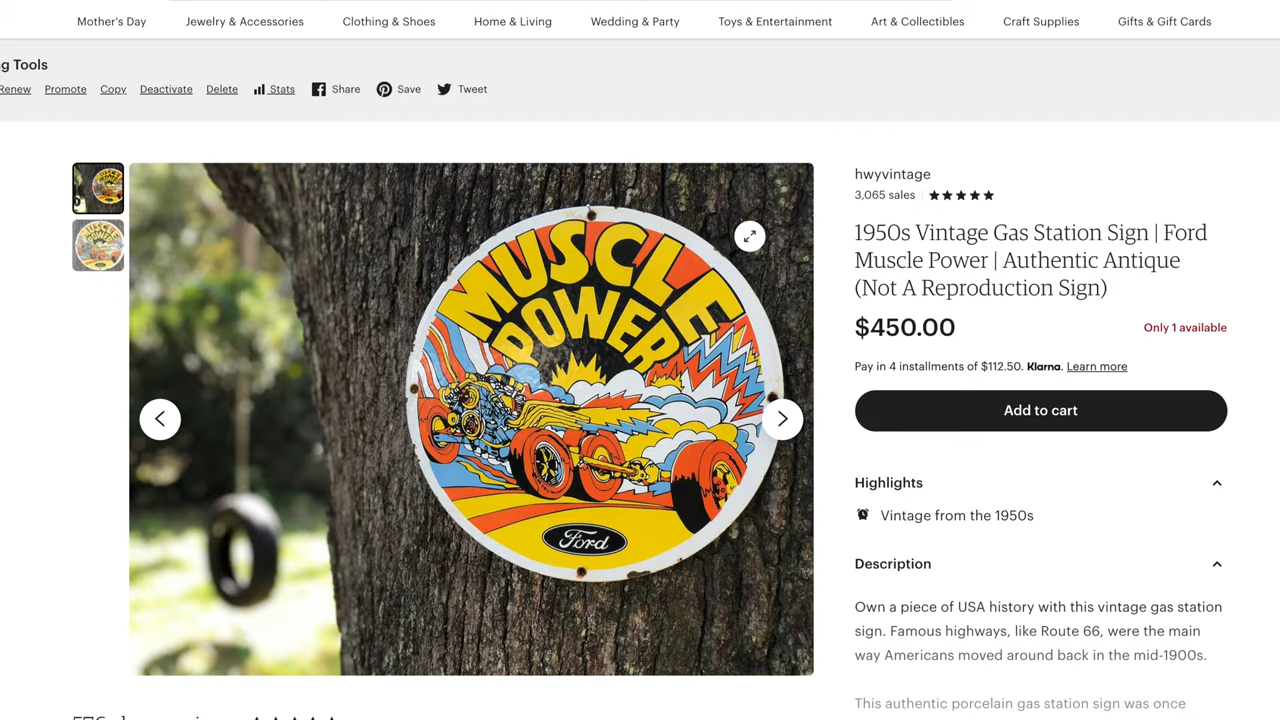 Mother's Day Jewelry & Accessories Clothing & Shoes Home & Living Wedding & Party Toys & Entertainment Art & Collectibles Craft Supplies Gifts & Gift Cards
g Tools
Renew Promote Copy Deactivate Delete Stats Share Save Tweet
MUSCLE
POWER
Ford
hwyvintage
3,065 sales
1950s Vintage Gas Station Sign | Ford
Muscle Power | Authentic Antique
(Not A Reproduction Sign)
$450.00 Only 1 available
Pay in 4 installments of $112.50. Klarna. Learn more
Add to cart
Highlights
Vintage from the 1950s
Description
Own a piece of USA history with this vintage gas station
sign. Famous highways, like Route 66, were the main
way Americans moved around back in the mid-1900s.
This authentic porcelain gas station sign was once